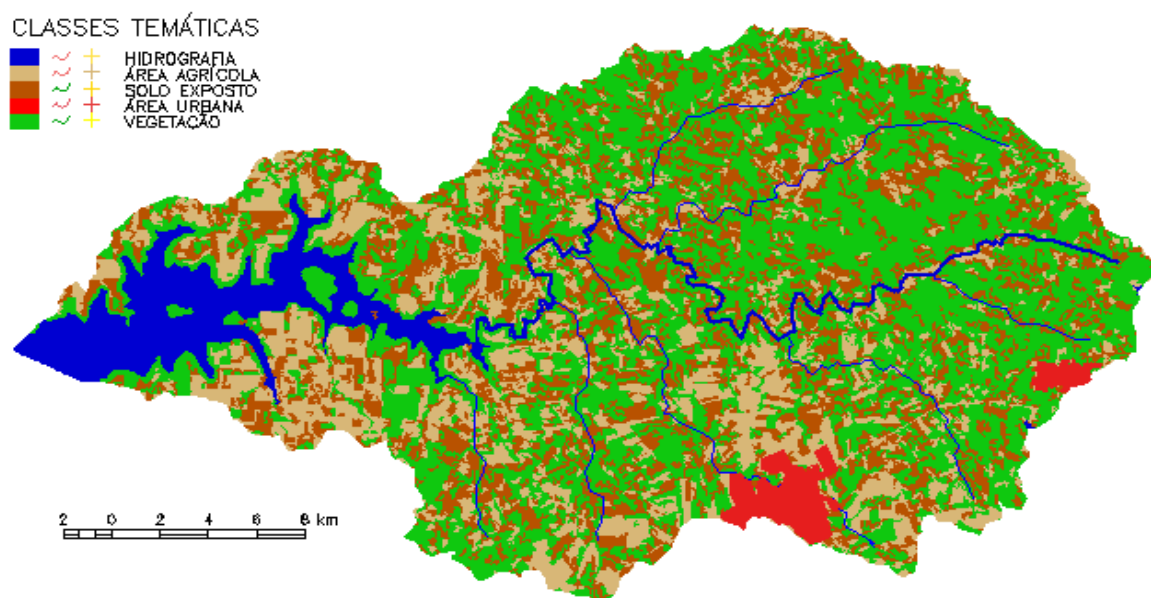 CLASSES TEMÁTICAS
HIDROGRAFIA
ÁREA AGRÍCOLA
SOLO EXPOSTO
ÁREA URBANA
VEGETAÇÃO
2 0 2 4 6 8 km